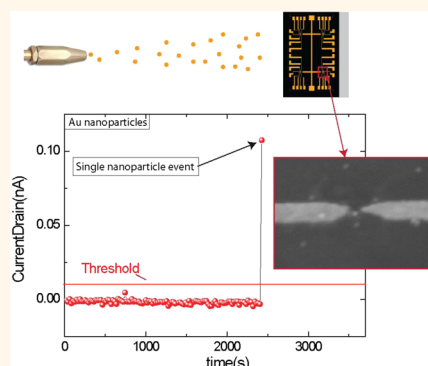 Au nanoparticles
0.10
Single nanoparticle event
0.05
Threshold
0.00
CurrentDrain(nA)
0
1000
2000
3000
time(s)